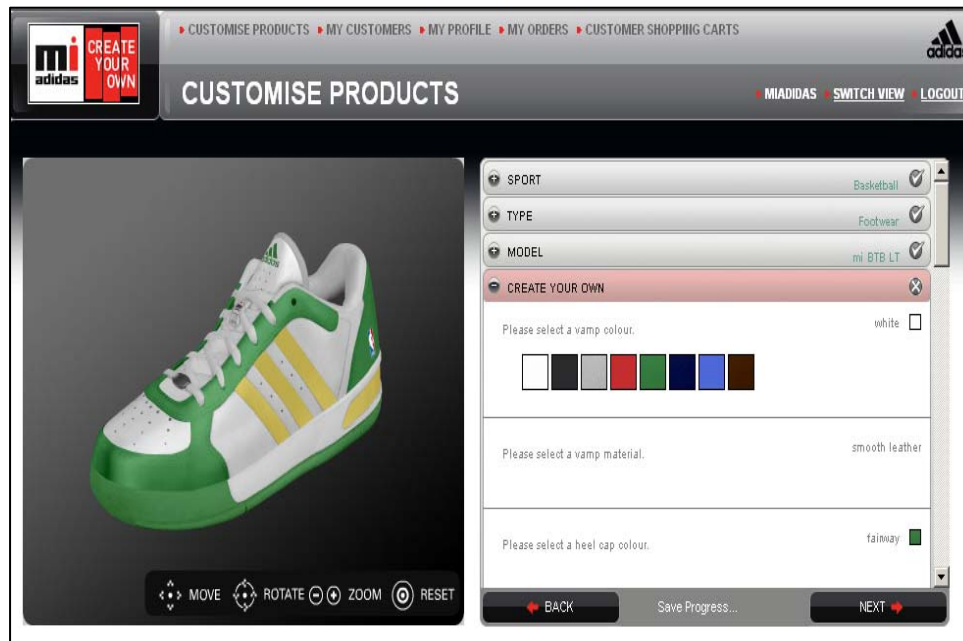 CUSTOMISE PRODUCTS MY CUSTOMERS MY PROFILE MY ORDERS CUSTOMER SHOPPING CARTS
mi adidas
CREATE YOUR OWN
adidas
CUSTOMISE PRODUCTS
MIADIDAS SWITCH VIEW LOGOUT
SPORT Basketball
TYPE Footwear
MODEL mi BTB LT
CREATE YOUR OWN
Please select a vamp colour. white
Please select a vamp material. smooth leather
Please select a heel cap colour. fairway
MOVE ROTATE ZOOM RESET
BACK Save Progress... NEXT